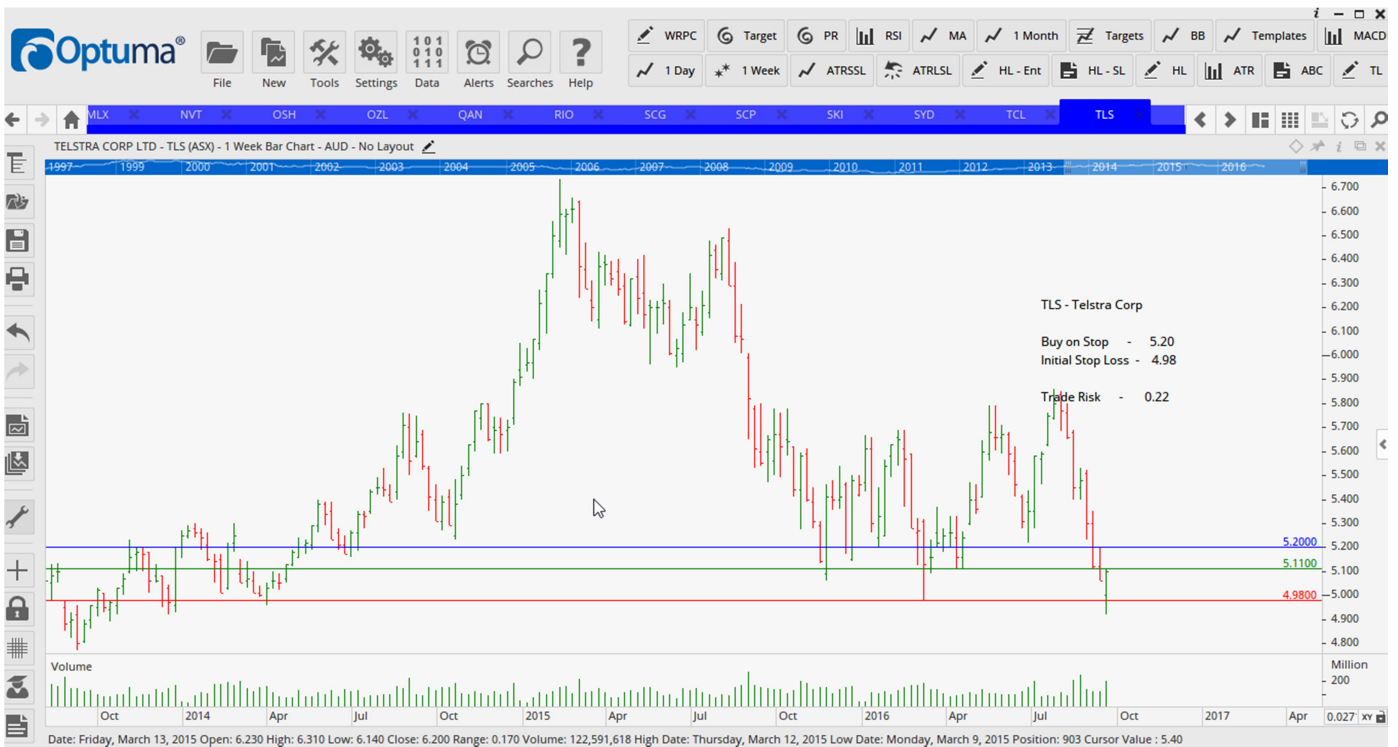 i
Optuma®
File New Tools Settings Data Alerts Searches Help
WRPC Target PR RSI MA 1 Month Targets BB Templates MACD
1 Day 1 Week ATRSSL ATRLSL HL - Ent HL - SL HL ATR ABC TL
MLX NVT OSH OZL QAN RIO SCG SCP SKI SYD TCL TLS
TELSTRA CORP LTD - TLS (ASX) - 1 Week Bar Chart - AUD - No Layout
1997 1999 2000 2001 2002 2003 2004 2005 2006 2007 2008 2009 2010 2011 2012 2013 2014 2015 2016
6.700
6.600
6.500
6.400
6.300
6.200
6.100
6.000
5.900
5.800
5.700
5.600
5.500
5.400
5.300
5.200
5.100
5.000
4.900
4.800
TLS - Telstra Corp
Buy on Stop - 5.20
Initial Stop Loss - 4.98
Trade Risk - 0.22
5.2000
5.1100
4.9800
Volume
Million
200
Oct 2014 Apr Jul Oct 2015 Apr Jul Oct 2016 Apr Jul Oct 2017 Apr 0.027 XY
Date: Friday, March 13, 2015 Open: 6.230 High: 6.310 Low: 6.140 Close: 6.200 Range: 0.170 Volume: 122,591,618 High Date: Thursday, March 12, 2015 Low Date: Monday, March 9, 2015 Position: 903 Cursor Value : 5.40